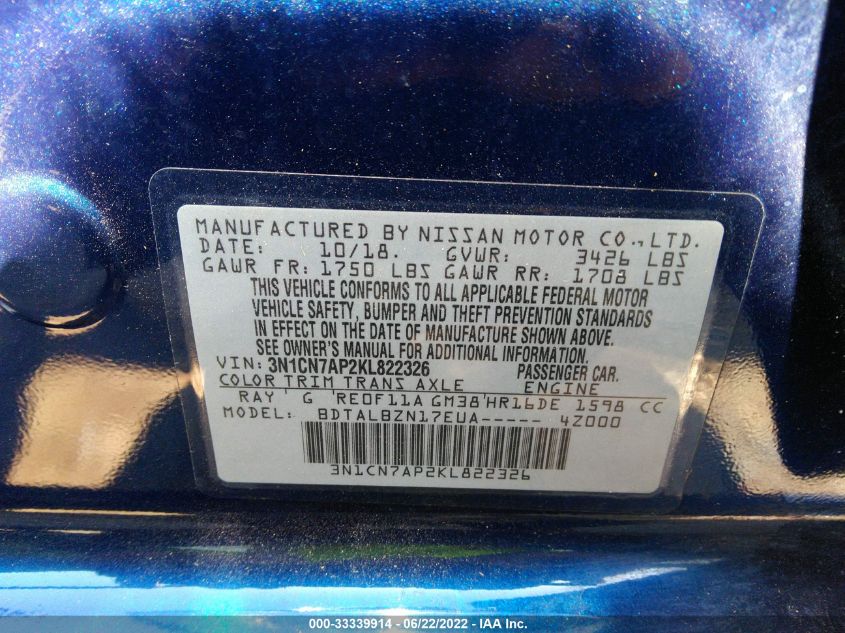 MANUFACTURED BY NISSAN MOTOR CO., LTD.
DATE: 10/18. GVWR: 3426 LBS
GAWR FR: 1750 LBS GAWR RR: 1708 LBS
THIS VEHICLE CONFORMS TO ALL APPLICABLE FEDERAL MOTOR
VEHICLE SAFETY, BUMPER AND THEFT PREVENTION STANDARDS
IN EFFECT ON THE DATE OF MANUFACTURE SHOWN ABOVE.
SEE OWNER'S MANUAL FOR ADDITIONAL INFORMATION.
VIN: 3N1CN7AP2KL822326 PASSENGER CAR.
COLOR TRIM TRANS AXLE ENGINE
RAY G RE0F11A GM38 HR16DE 1598 CC
MODEL: BDTALBZN17EUA----- 4Z000
3N1CN7AP2KL822326
000-33339914 - 06/22/2022 - IAA Inc.